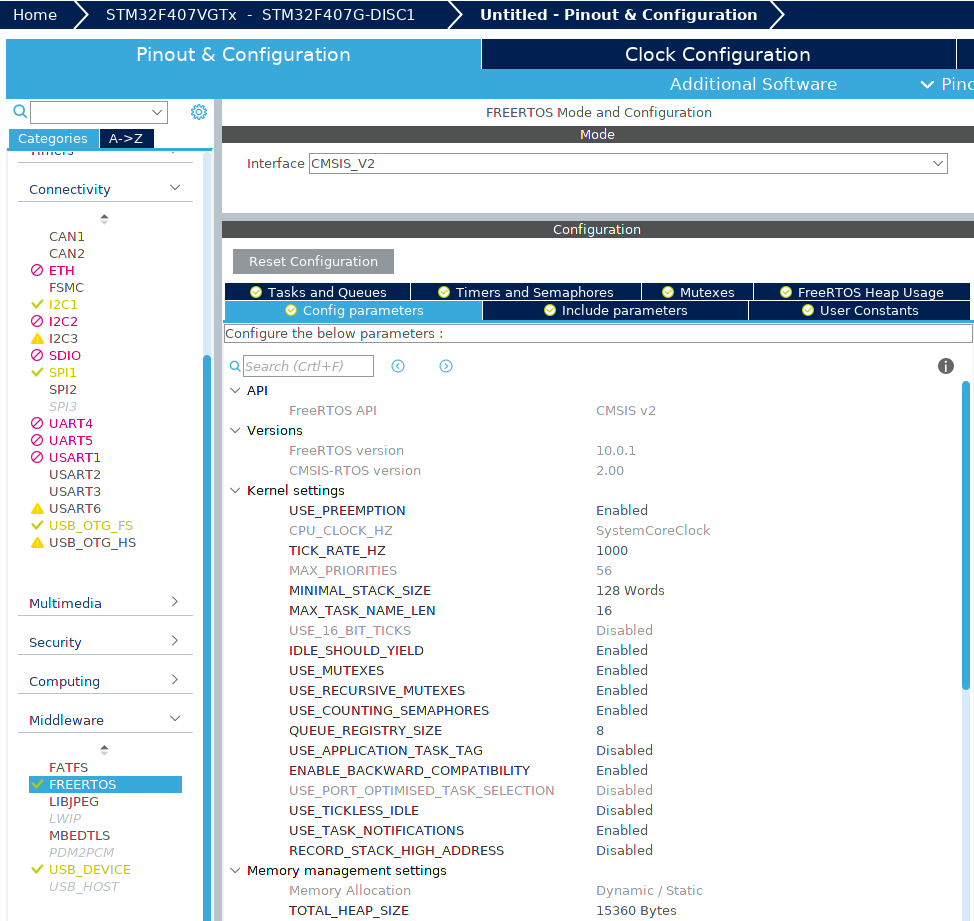 Home STM32F407VGTx - STM32F407G-DISC1 Untitled - Pinout & Configuration
Pinout & Configuration Clock Configuration
Additional Software Pino
Categories A->Z
Timers
Connectivity
CAN1
CAN2
ETH
FSMC
I2C1
I2C2
I2C3
SDIO
SPI1
SPI2
SPI3
UART4
UART5
USART1
USART2
USART3
USART6
USB_OTG_FS
USB_OTG_HS
Multimedia
Security
Computing
Middleware
FATFS
FREERTOS
LIBJPEG
LWIP
MBEDTLS
PDM2PCM
USB_DEVICE
USB_HOST
FREERTOS Mode and Configuration
Mode
Interface CMSIS_V2
Configuration
Reset Configuration
Tasks and Queues Timers and Semaphores Mutexes FreeRTOS Heap Usage
Config parameters Include parameters User Constants
Configure the below parameters :
Search (Crtl+F)
API
FreeRTOS API CMSIS v2
Versions
FreeRTOS version 10.0.1
CMSIS-RTOS version 2.00
Kernel settings
USE_PREEMPTION Enabled
CPU_CLOCK_HZ SystemCoreClock
TICK_RATE_HZ 1000
MAX_PRIORITIES 56
MINIMAL_STACK_SIZE 128 Words
MAX_TASK_NAME_LEN 16
USE_16_BIT_TICKS Disabled
IDLE_SHOULD_YIELD Enabled
USE_MUTEXES Enabled
USE_RECURSIVE_MUTEXES Enabled
USE_COUNTING_SEMAPHORES Enabled
QUEUE_REGISTRY_SIZE 8
USE_APPLICATION_TASK_TAG Disabled
ENABLE_BACKWARD_COMPATIBILITY Enabled
USE_PORT_OPTIMISED_TASK_SELECTION Disabled
USE_TICKLESS_IDLE Disabled
USE_TASK_NOTIFICATIONS Enabled
RECORD_STACK_HIGH_ADDRESS Disabled
Memory management settings
Memory Allocation Dynamic / Static
TOTAL_HEAP_SIZE 15360 Bytes